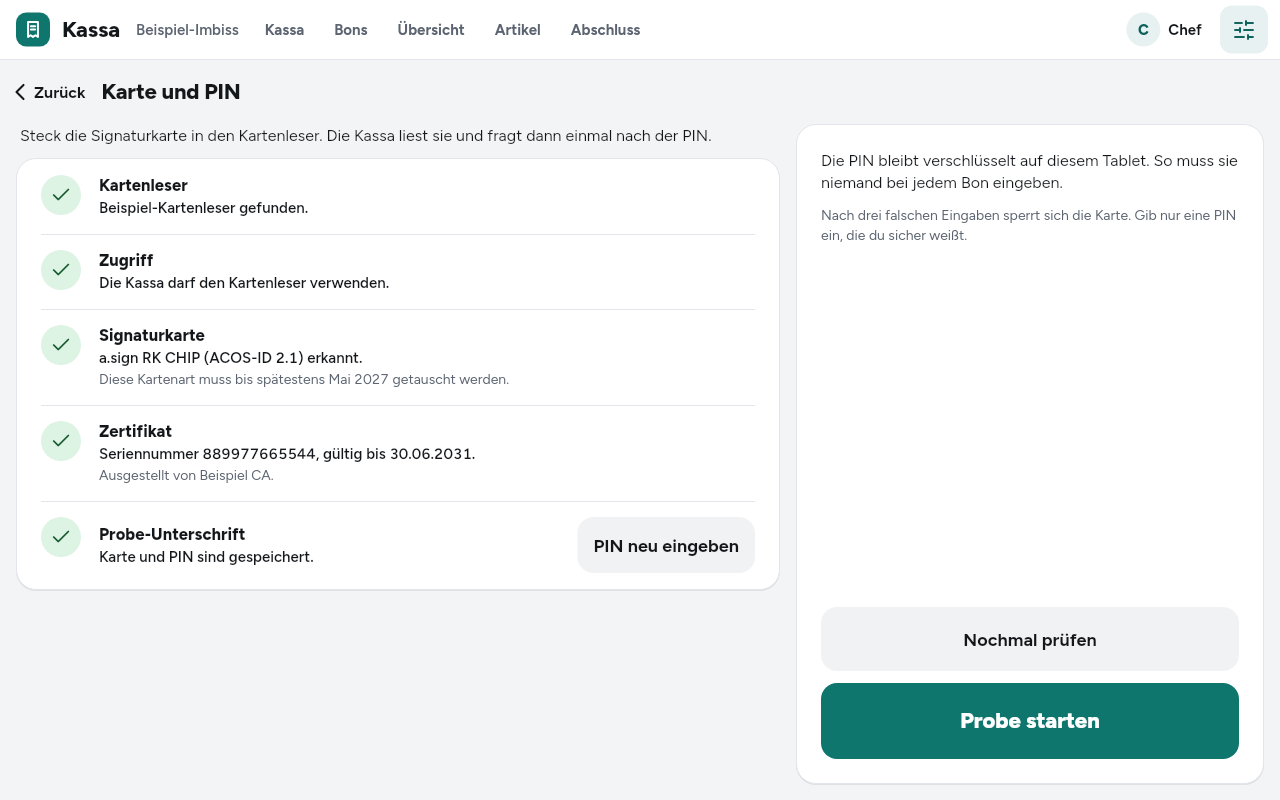 Kassa Beispiel-Imbiss Kassa Bons Übersicht Artikel Abschluss C Chef
Zurück Karte und PIN
Steck die Signaturkarte in den Kartenleser. Die Kassa liest sie und fragt dann einmal nach der PIN.
Kartenleser
Beispiel-Kartenleser gefunden.
Zugriff
Die Kassa darf den Kartenleser verwenden.
Signaturkarte
a.sign RK CHIP (ACOS-ID 2.1) erkannt.
Diese Kartenart muss bis spätestens Mai 2027 getauscht werden.
Zertifikat
Seriennummer 889977665544, gültig bis 30.06.2031.
Ausgestellt von Beispiel CA.
Probe-Unterschrift
Karte und PIN sind gespeichert.
PIN neu eingeben
Die PIN bleibt verschlüsselt auf diesem Tablet. So muss sie
niemand bei jedem Bon eingeben.
Nach drei falschen Eingaben sperrt sich die Karte. Gib nur eine PIN
ein, die du sicher weißt.
Nochmal prüfen
Probe starten